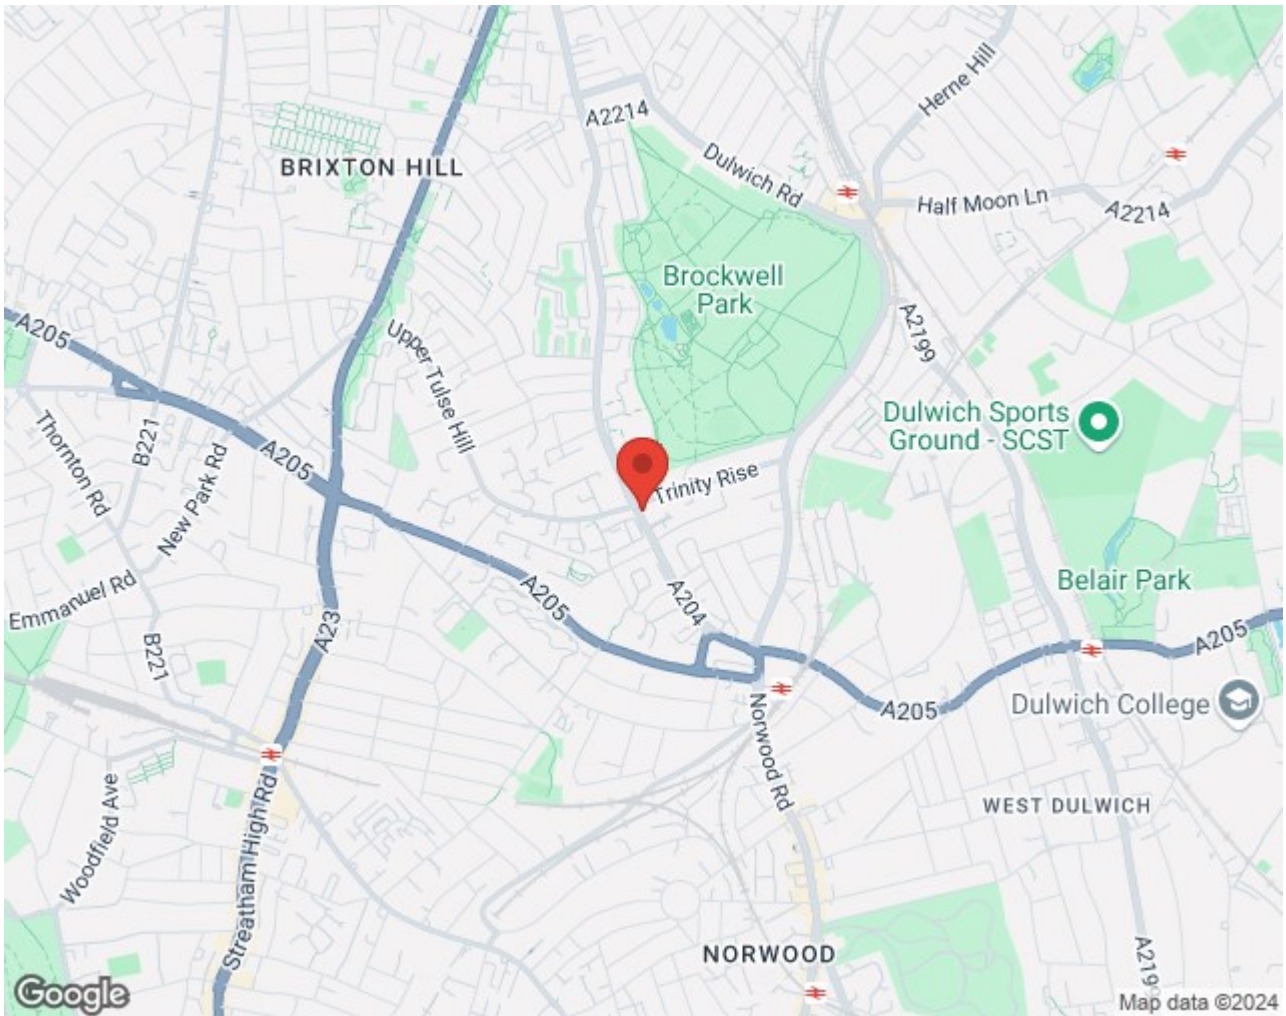 A2214
Herne Hill
BRIXTON HILL
Dulwich Rd
Half Moon Ln
A2214
Brockwell
Park
A205
Upper Tulse Hill
A2199
Thornton Rd
B221
New Park Rd
A205
Dulwich Sports
Ground - SCST
Trinity Rise
Emmanuel Rd
A23
A205
A204
Belair Park
B221
A205
A205
Dulwich College
Norwood Rd
Woodfield Ave
Streatham High Rd
WEST DULWICH
NORWOOD
A219
Google
Map data ©2024